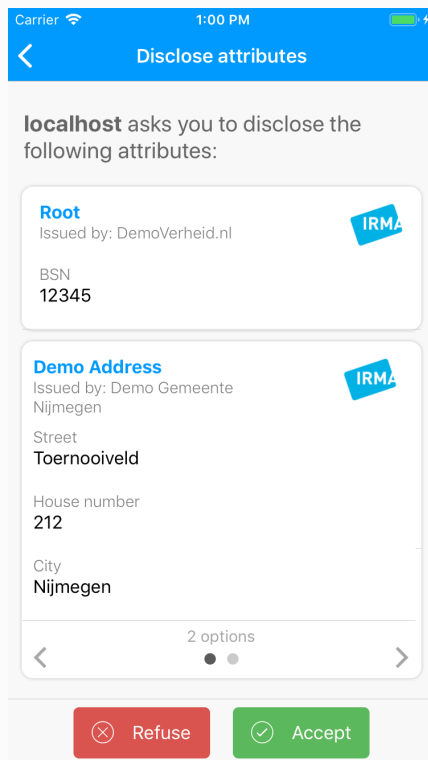 Carrier 1:00 PM
Disclose attributes
localhost asks you to disclose the
following attributes:
Root
Issued by: DemoVerheid.nl
IRMA
BSN
12345
Demo Address
Issued by: Demo Gemeente
Nijmegen
IRMA
Street
Toernooiveld
House number
212
City
Nijmegen
2 options
Refuse Accept